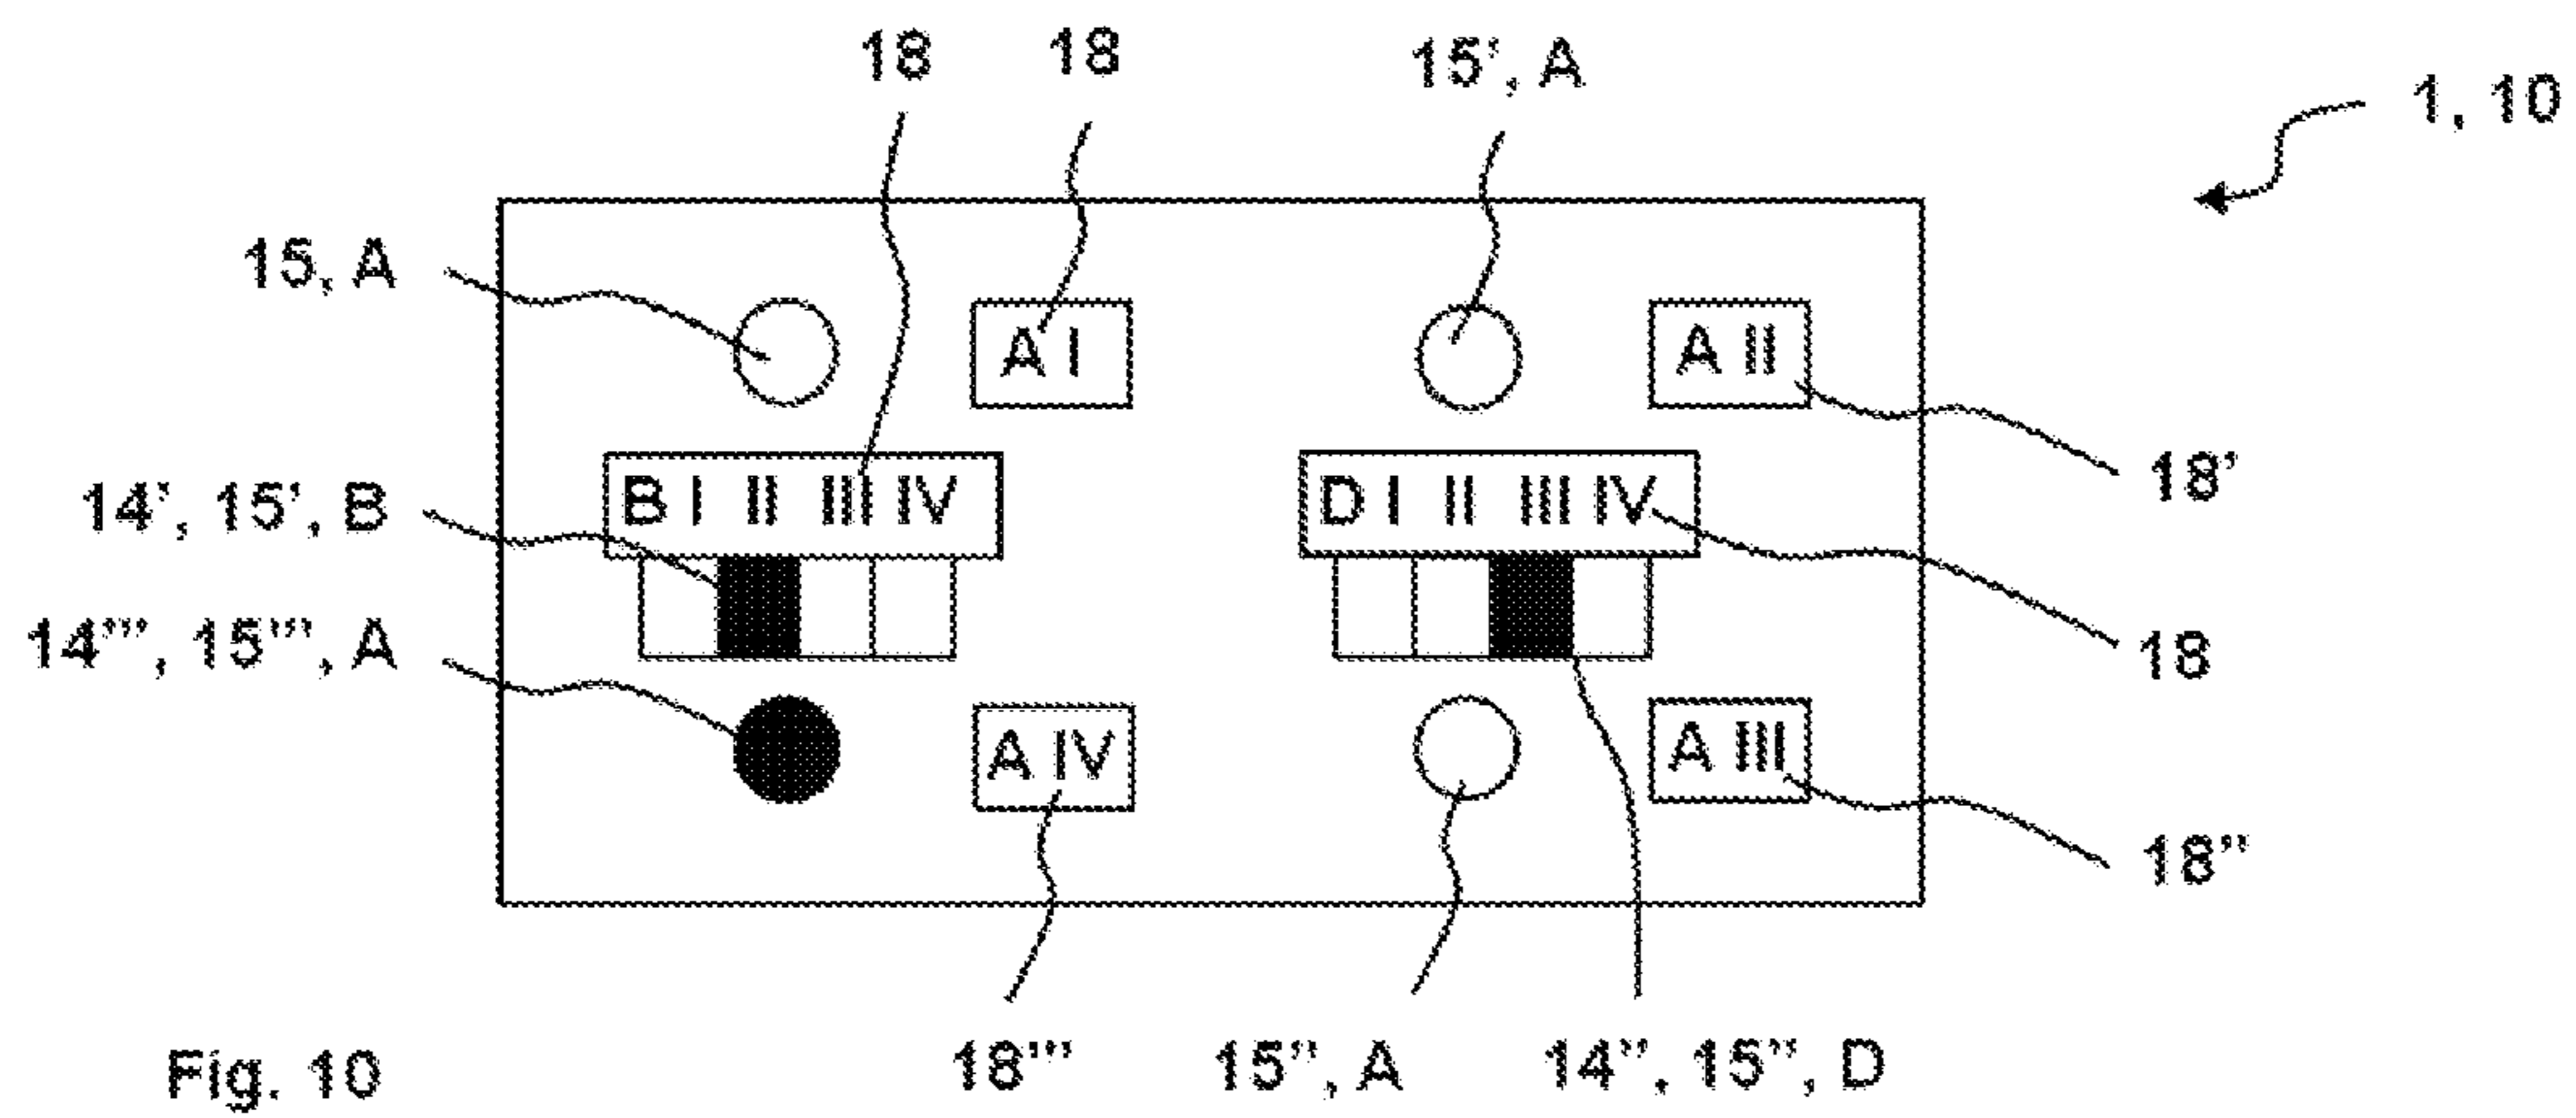 18 18 15', A
1, 10
15, A
A I A II
18'
B I II III IV D I II III IV
14', 15', B
14''', 15''', A
18
A IV A III
18''
18''' 15'', A 14'', 15'', D
Fig. 10